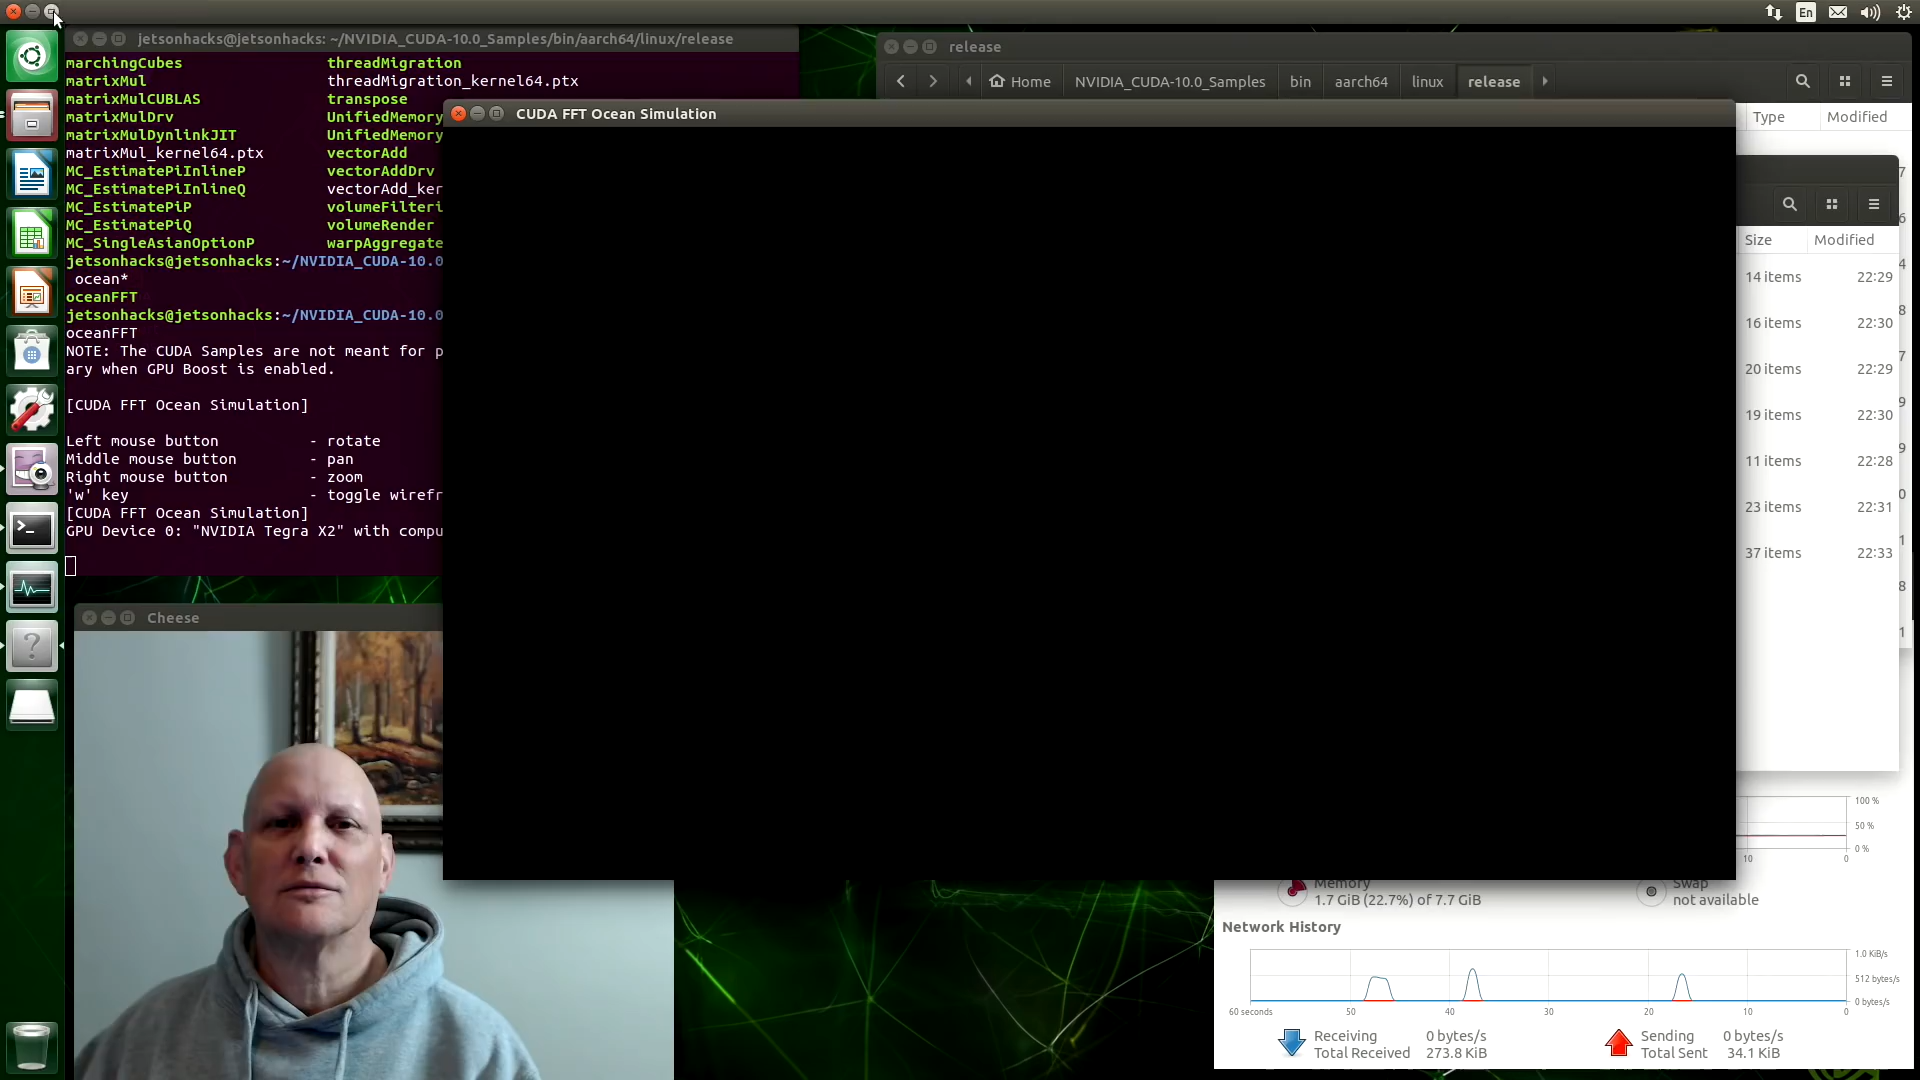 En
jetsonhacks@jetsonhacks: ~/NVIDIA_CUDA-10.0_Samples/bin/aarch64/linux/release
marchingCubes threadMigration
matrixMul threadMigration_kernel64.ptx
matrixMulCUBLAS transpose
matrixMulDrv UnifiedMemory
matrixMulDynlinkJIT UnifiedMemory
matrixMul_kernel64.ptx vectorAdd
MC_EstimatePiInlineP vectorAddDrv
MC_EstimatePiInlineQ vectorAdd_ker
MC_EstimatePiP volumeFilteri
MC_EstimatePiQ volumeRender
MC_SingleAsianOptionP warpAggregate
jetsonhacks@jetsonhacks:~/NVIDIA_CUDA-10.0
ocean*
oceanFFT
jetsonhacks@jetsonhacks:~/NVIDIA_CUDA-10.0
oceanFFT
NOTE: The CUDA Samples are not meant for p
ary when GPU Boost is enabled.
[CUDA FFT Ocean Simulation]
Left mouse button - rotate
Middle mouse button - pan
Right mouse button - zoom
'w' key - toggle wirefr
[CUDA FFT Ocean Simulation]
GPU Device 0: "NVIDIA Tegra X2" with compu
release
Home NVIDIA_CUDA-10.0_Samples bin aarch64 linux release
Type Modified
CUDA FFT Ocean Simulation
Size Modified
14 items 22:29
16 items 22:30
20 items 22:29
19 items 22:30
11 items 22:28
23 items 22:31
37 items 22:33
Cheese
100 %
50 %
0 %
10 0
Memory
1.7 GiB (22.7%) of 7.7 GiB
Swap
not available
Network History
1.0 KiB/s
512 bytes/s
0 bytes/s
60 seconds 50 40 30 20 10 0
Receiving 0 bytes/s
Total Received 273.8 KiB
Sending 0 bytes/s
Total Sent 34.1 KiB